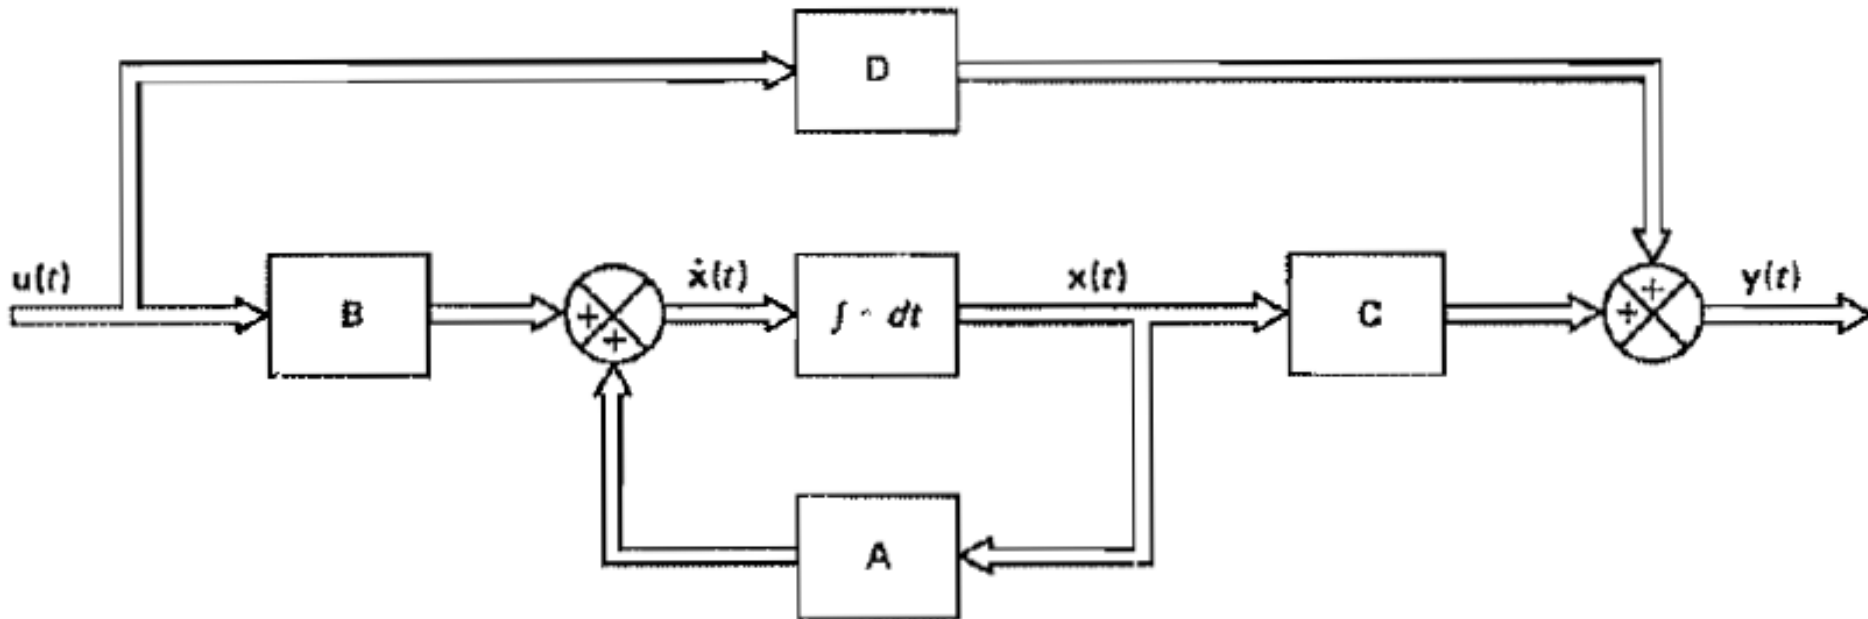 D
u(t)
B
+
+
ẋ(t)
∫ · dt
x(t)
C
+
+
y(t)
A